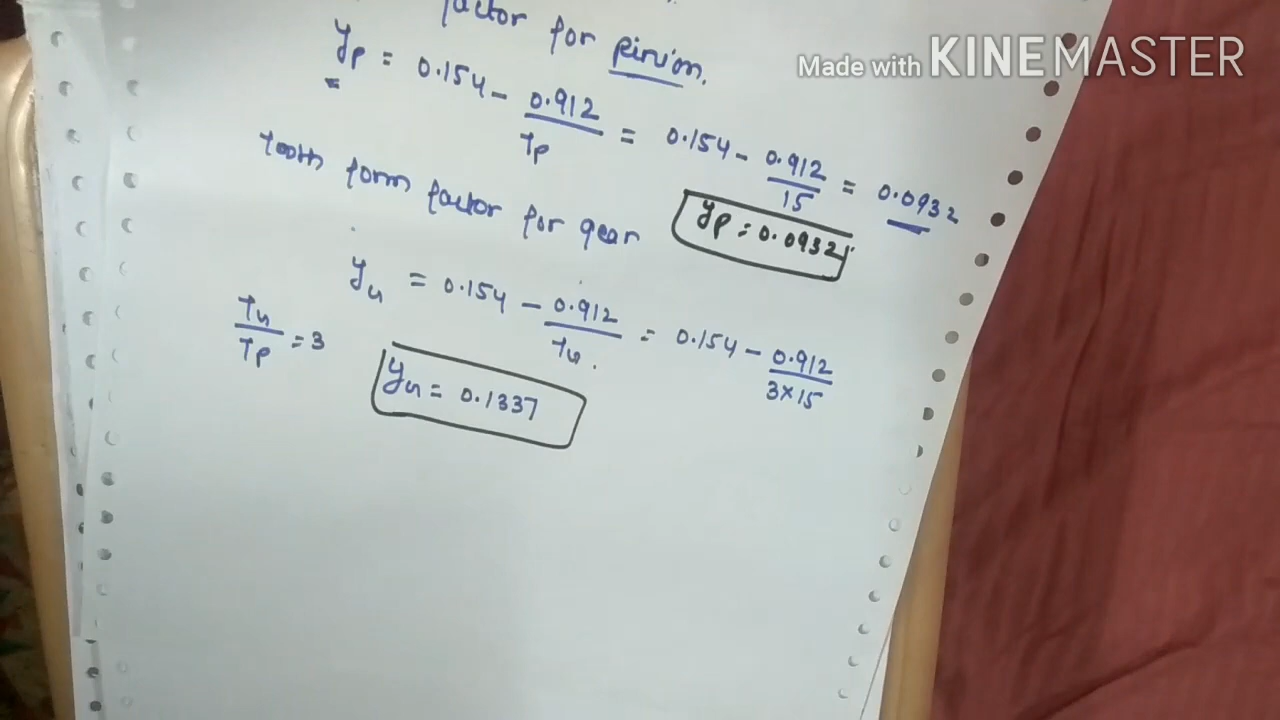 factor for pinion.
yp = 0.154 - 0.912/Tp = 0.154 - 0.912/15 = 0.0932
yp = 0.0932
Tooth form factor for gear
yG = 0.154 - 0.912/TG. = 0.154 - 0.912/3×15
TG/Tp = 3
yG = 0.1337
Made with KINEMASTER